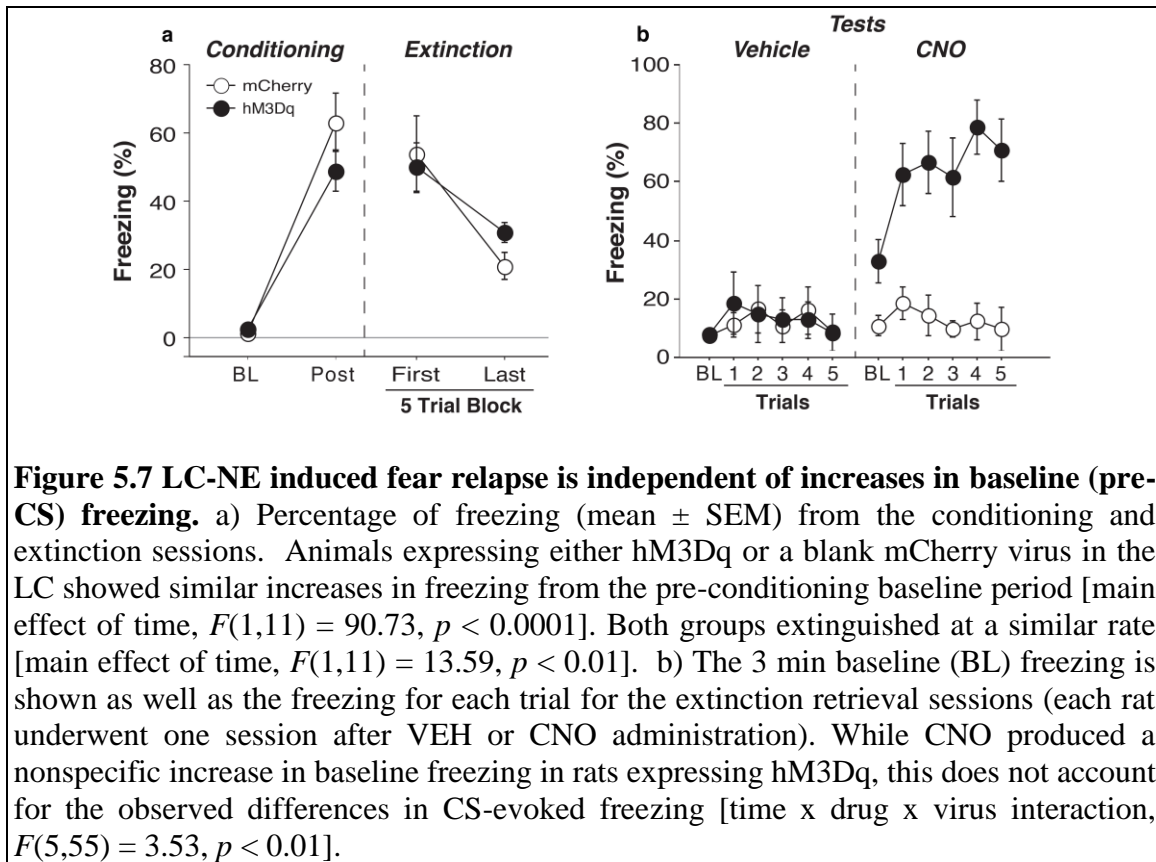 a
Conditioning
Extinction
80
60
40
20
0
Freezing (%)
mCherry
hM3Dq
BL
Post
First
Last
5 Trial Block
b
Tests
Vehicle
CNO
100
80
60
40
20
0
Freezing (%)
BL 1 2 3 4 5
Trials
BL 1 2 3 4 5
Trials
Figure 5.7 LC-NE induced fear relapse is independent of increases in baseline (pre-
CS) freezing. a) Percentage of freezing (mean ± SEM) from the conditioning and
extinction sessions. Animals expressing either hM3Dq or a blank mCherry virus in the
LC showed similar increases in freezing from the pre-conditioning baseline period [main
effect of time, F(1,11) = 90.73, p < 0.0001]. Both groups extinguished at a similar rate
[main effect of time, F(1,11) = 13.59, p < 0.01]. b) The 3 min baseline (BL) freezing is
shown as well as the freezing for each trial for the extinction retrieval sessions (each rat
underwent one session after VEH or CNO administration). While CNO produced a
nonspecific increase in baseline freezing in rats expressing hM3Dq, this does not account
for the observed differences in CS-evoked freezing [time x drug x virus interaction,
F(5,55) = 3.53, p < 0.01].